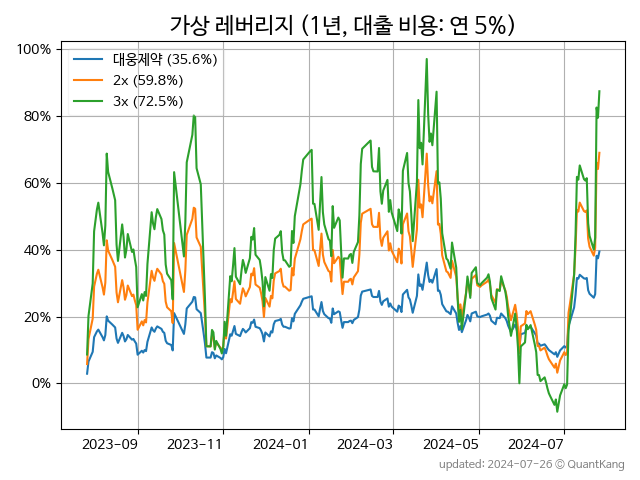 가상 레버리지 (1년, 대출 비용: 연 5%)
100%
80%
60%
40%
20%
0%
대웅제약 (35.6%)
2x (59.8%)
3x (72.5%)
2023-09
2023-11
2024-01
2024-03
2024-05
2024-07
updated: 2024-07-26 © QuantKang